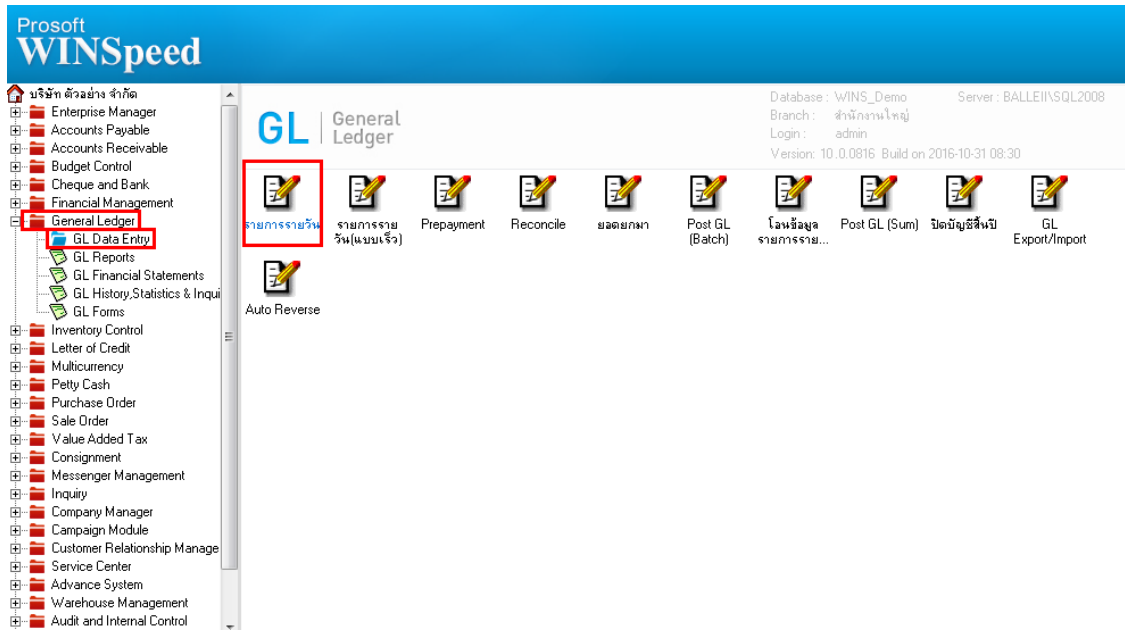 Prosoft
WINSpeed
บริษัท ตัวอย่าง จำกัด
Enterprise Manager
Accounts Payable
Accounts Receivable
Budget Control
Cheque and Bank
Financial Management
General Ledger
GL Data Entry
GL Reports
GL Financial Statements
GL History,Statistics & Inqui
GL Forms
Inventory Control
Letter of Credit
Multicurrency
Petty Cash
Purchase Order
Sale Order
Value Added Tax
Consignment
Messenger Management
Inquiry
Company Manager
Campaign Module
Customer Relationship Manage
Service Center
Advance System
Warehouse Management
Audit and Internal Control
GL
General
Ledger
Database : WINS_Demo Server : BALLEII\SQL2008
Branch : สำนักงานใหญ่
Login : admin
Version: 10.0.0816 Build on 2016-10-31 08:30
รายการรายวัน
รายการราย
วัน(แบบเร็ว)
Prepayment
Reconcile
ยอดยกมา
Post GL
(Batch)
โอนข้อมูล
รายการราย...
Post GL (Sum)
ปิดบัญชีสิ้นปี
GL
Export/Import
Auto Reverse